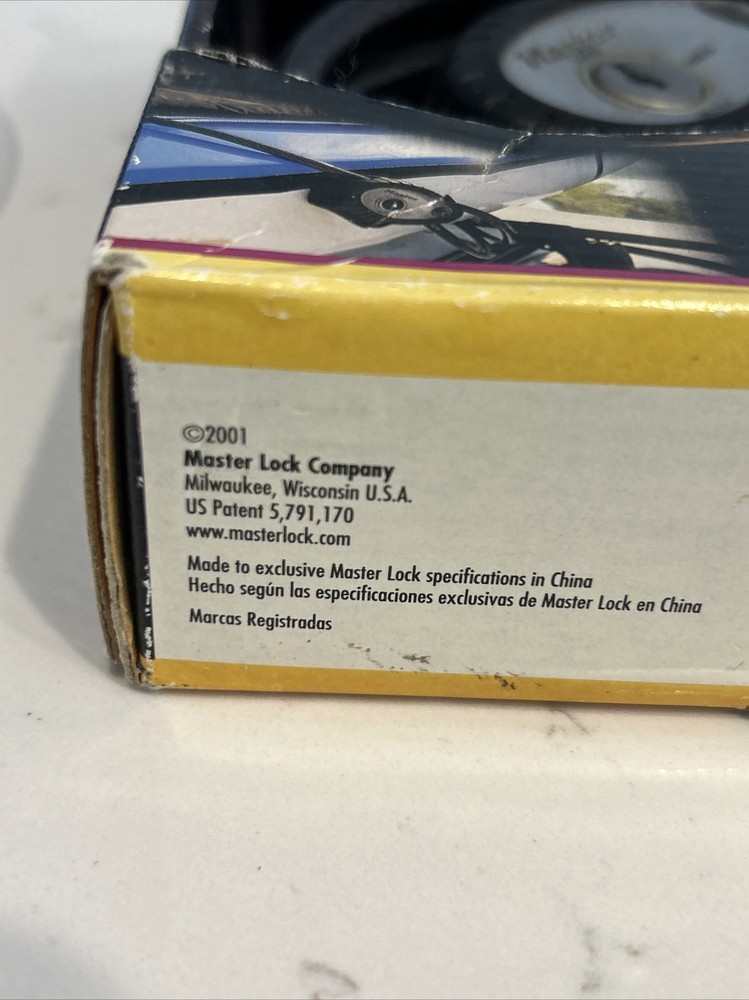 Master
©2001
Master Lock Company
Milwaukee, Wisconsin U.S.A.
US Patent 5,791,170
www.masterlock.com
Made to exclusive Master Lock specifications in China
Hecho según las especificaciones exclusivas de Master Lock en China
Marcas Registradas